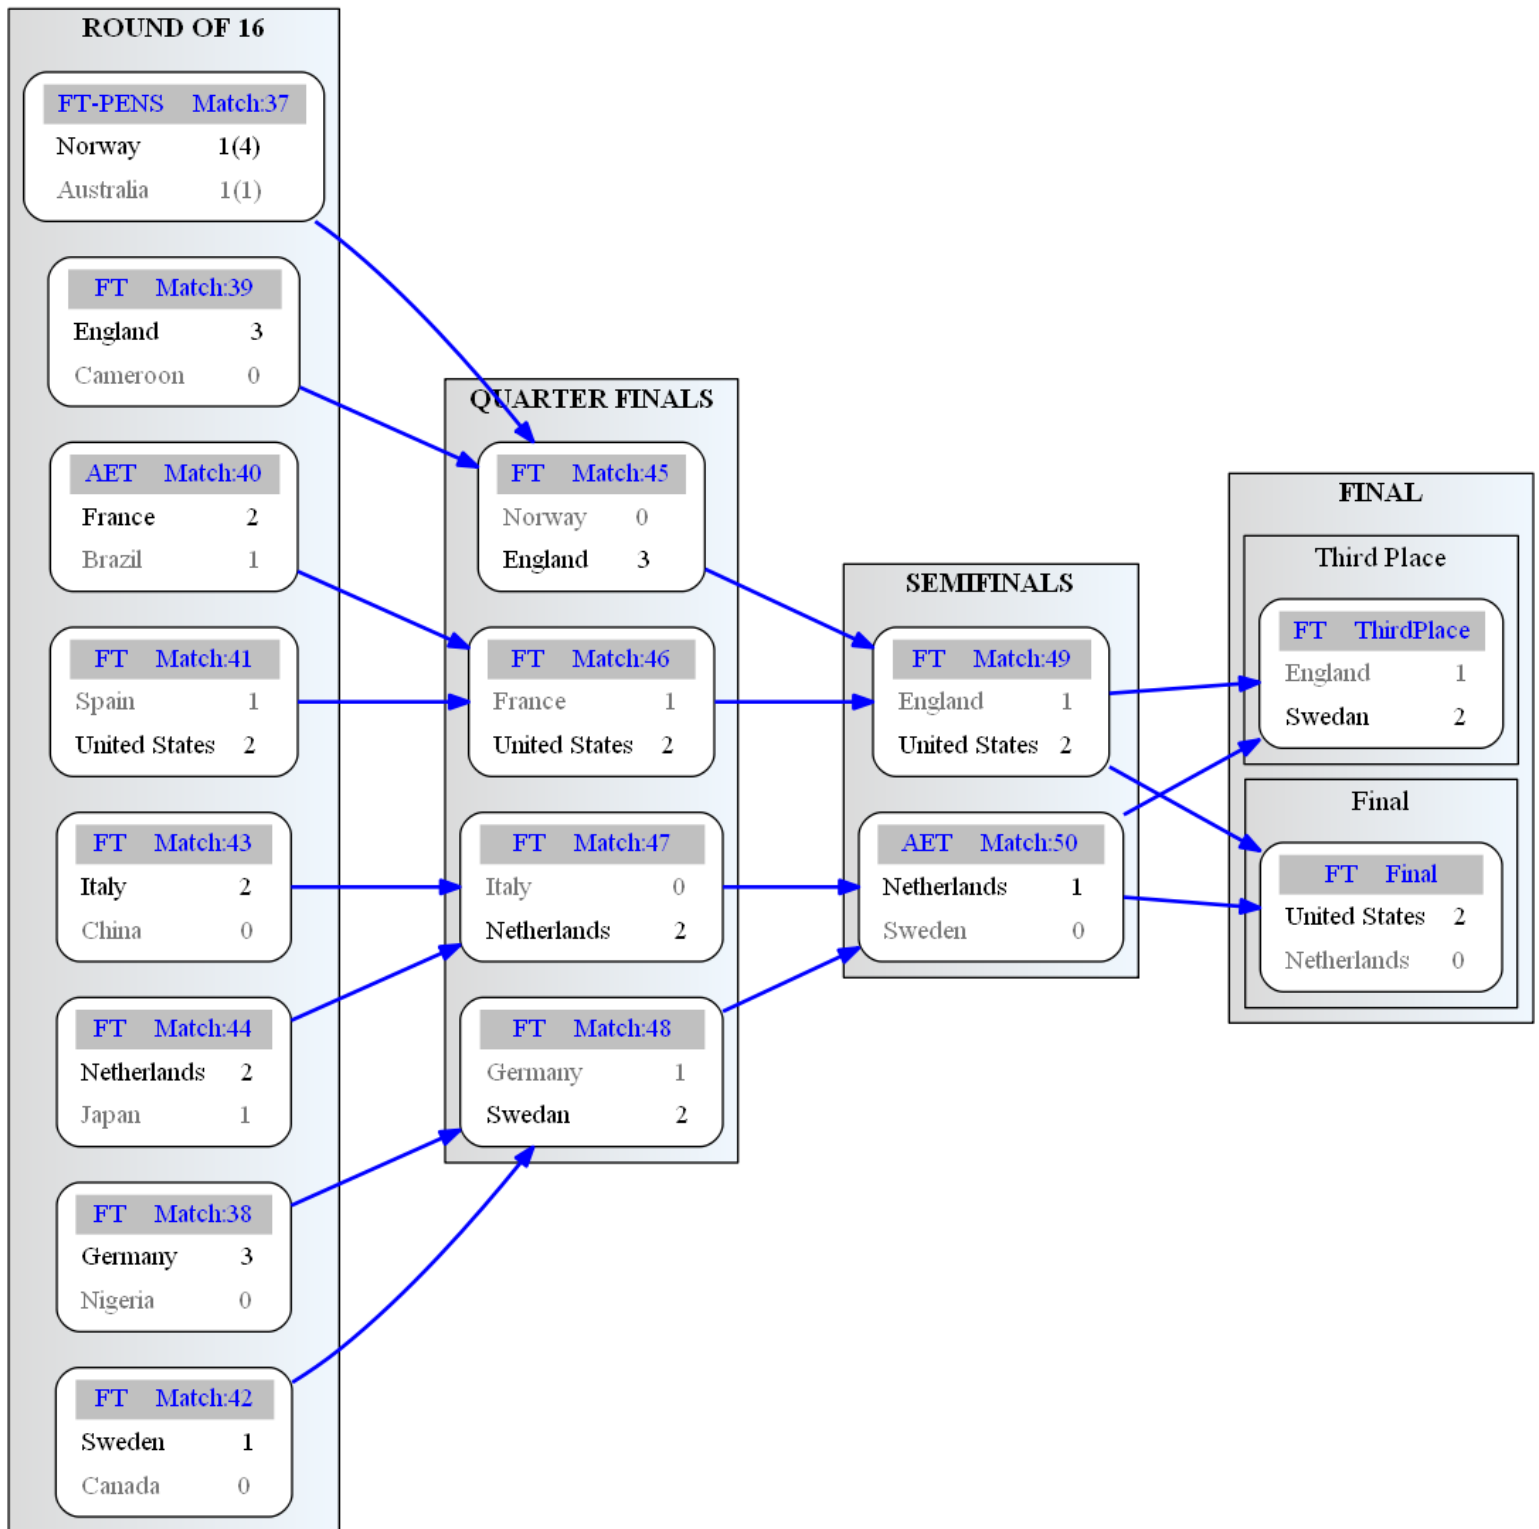 ROUND OF 16
FT-PENS Match:37
Norway 1(4)
Australia 1(1)
FT Match:39
England 3
Cameroon 0
AET Match:40
France 2
Brazil 1
FT Match:41
Spain 1
United States 2
FT Match:43
Italy 2
China 0
FT Match:44
Netherlands 2
Japan 1
FT Match:38
Germany 3
Nigeria 0
FT Match:42
Sweden 1
Canada 0
QUARTER FINALS
FT Match:45
Norway 0
England 3
FT Match:46
France 1
United States 2
FT Match:47
Italy 0
Netherlands 2
FT Match:48
Germany 1
Swedan 2
SEMIFINALS
FT Match:49
England 1
United States 2
AET Match:50
Netherlands 1
Sweden 0
FINAL
Third Place
FT ThirdPlace
England 1
Swedan 2
Final
FT Final
United States 2
Netherlands 0